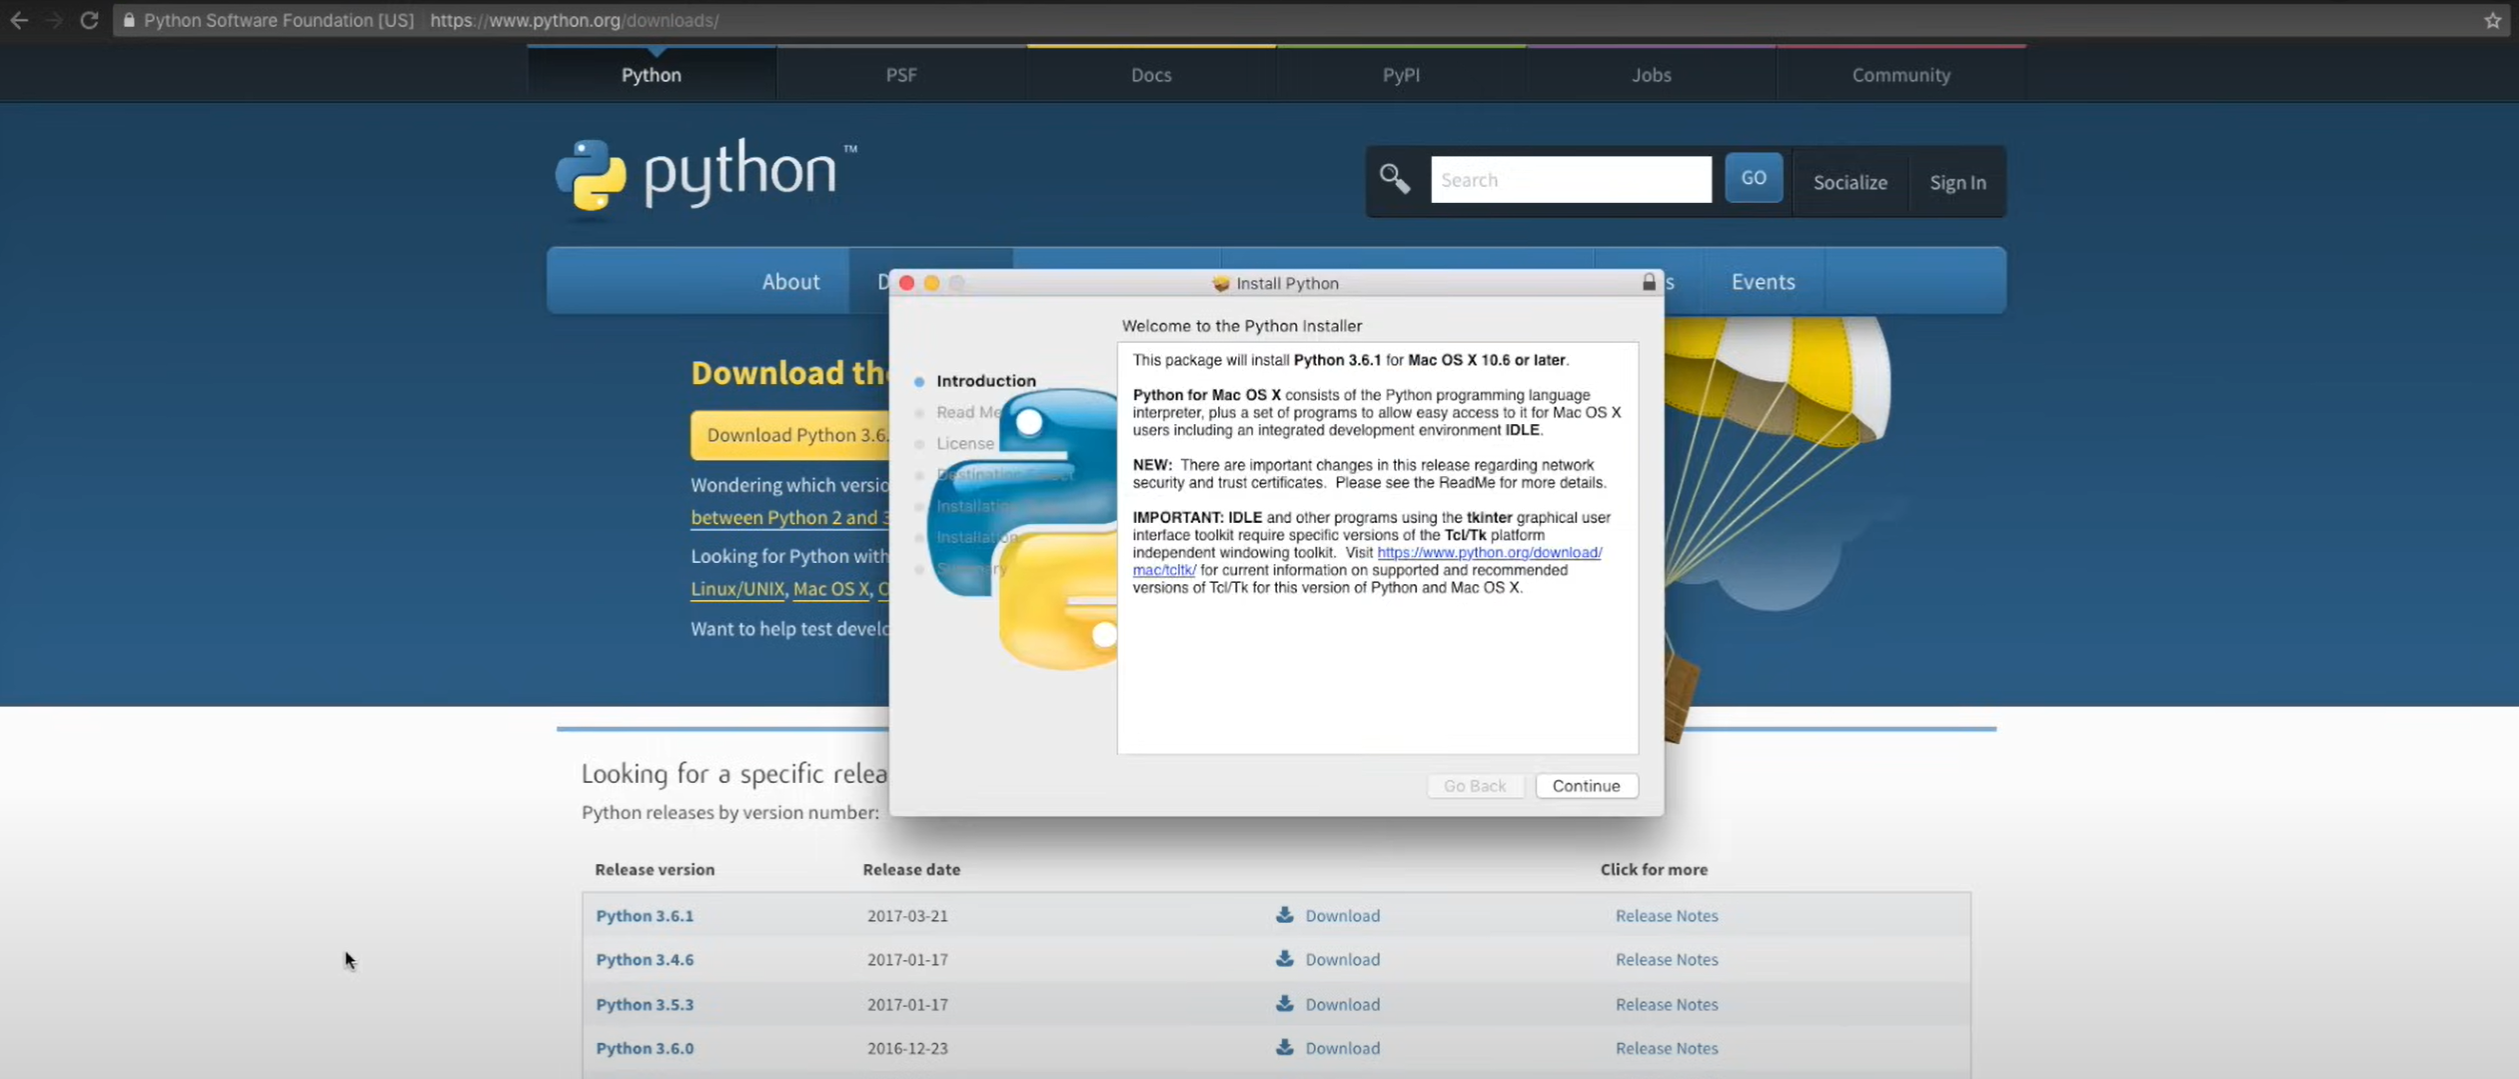 Python Software Foundation [US] https://www.python.org/downloads/
Python PSF Docs PyPI Jobs Community
python™
Search GO Socialize Sign In
About Events
Install Python
Welcome to the Python Installer
Introduction
Read Me
License
Destination Select
Installation
Installation
Summary
This package will install Python 3.6.1 for Mac OS X 10.6 or later.
Python for Mac OS X consists of the Python programming language
interpreter, plus a set of programs to allow easy access to it for Mac OS X
users including an integrated development environment IDLE.
NEW: There are important changes in this release regarding network
security and trust certificates. Please see the ReadMe for more details.
IMPORTANT: IDLE and other programs using the tkinter graphical user
interface toolkit require specific versions of the Tcl/Tk platform
independent windowing toolkit. Visit https://www.python.org/download/
mac/tcltk/ for current information on supported and recommended
versions of Tcl/Tk for this version of Python and Mac OS X.
Go Back Continue
Download the
Download Python 3.6.
Wondering which versio
between Python 2 and 3
Looking for Python with
Linux/UNIX, Mac OS X, O
Want to help test develo
Looking for a specific relea
Python releases by version number:
Release version Release date Click for more
Python 3.6.1 2017-03-21 Download Release Notes
Python 3.4.6 2017-01-17 Download Release Notes
Python 3.5.3 2017-01-17 Download Release Notes
Python 3.6.0 2016-12-23 Download Release Notes